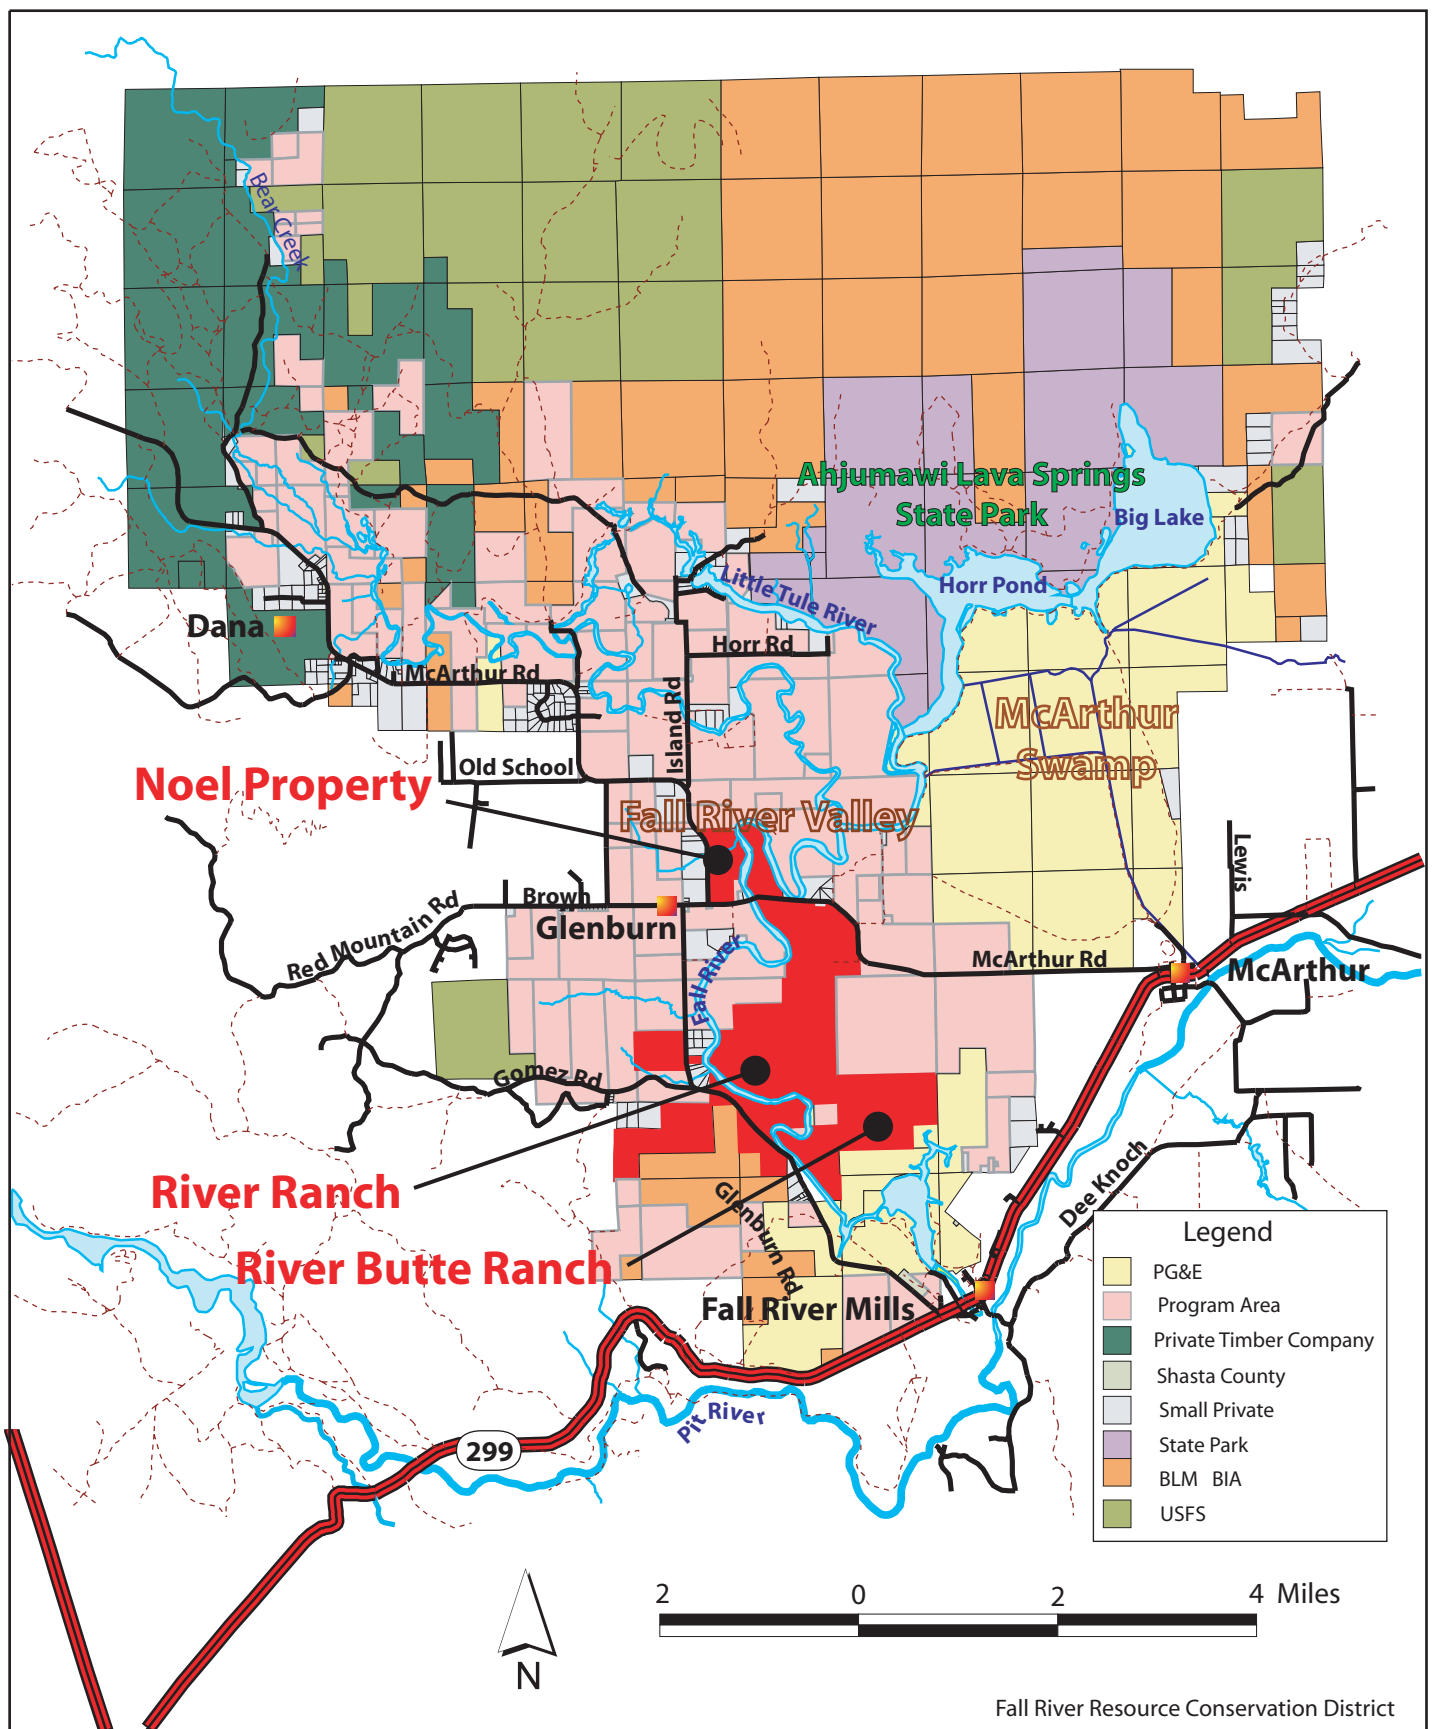 Bear Creek
Ahjumawi Lava Springs
State Park
Big Lake
Horr Pond
Little Tule River
Dana
Horr Rd
McArthur Rd
Island Rd
McArthur
Swamp
Old School
Noel Property
Fall River Valley
Lewis
Brown
Red Mountain Rd
Glenburn
McArthur Rd
McArthur
Fall River
Gomez Rd
Dee Knoch
River Ranch
Glenburn Rd
River Butte Ranch
Fall River Mills
Pit River
299
Legend
PG&E
Program Area
Private Timber Company
Shasta County
Small Private
State Park
BLM BIA
USFS
2 0 2 4 Miles
N
Fall River Resource Conservation District